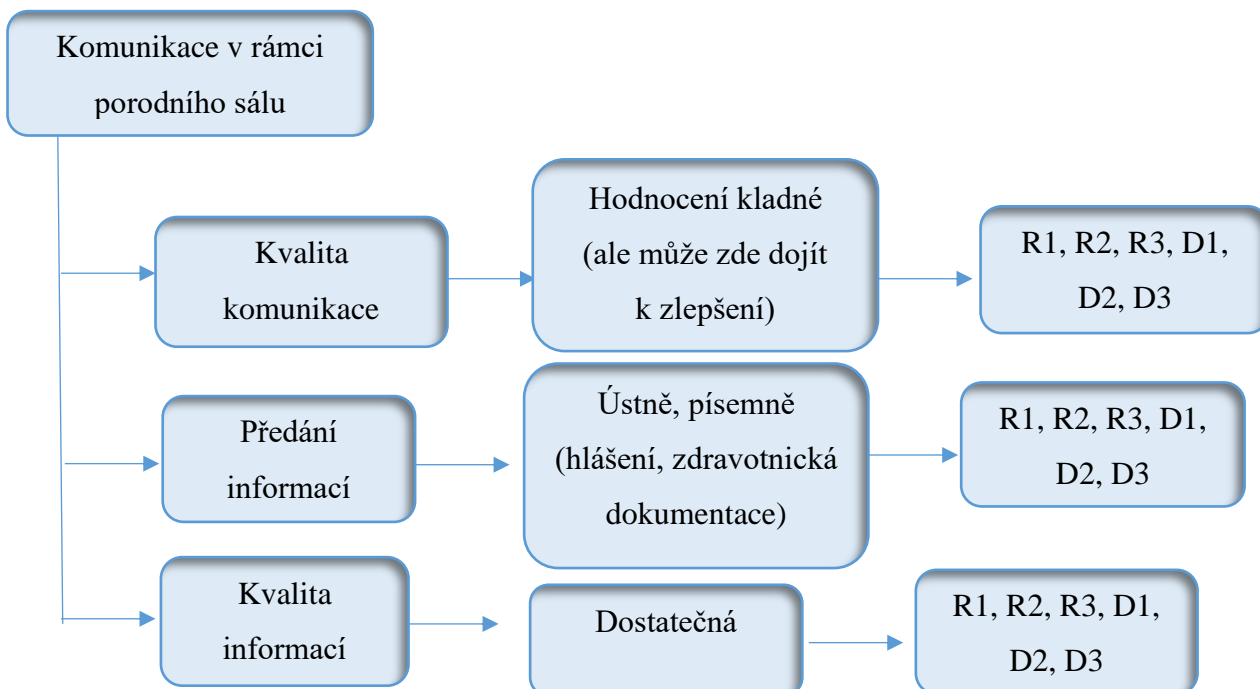 Komunikace v rámci
porodního sálu
Kvalita
komunikace
Hodnocení kladné
(ale může zde dojít
k zlepšení)
R1, R2, R3, D1,
D2, D3
Předání
informací
Ústně, písemně
(hlášení, zdravotnická
dokumentace)
R1, R2, R3, D1,
D2, D3
Kvalita
informací
Dostatečná
R1, R2, R3, D1,
D2, D3